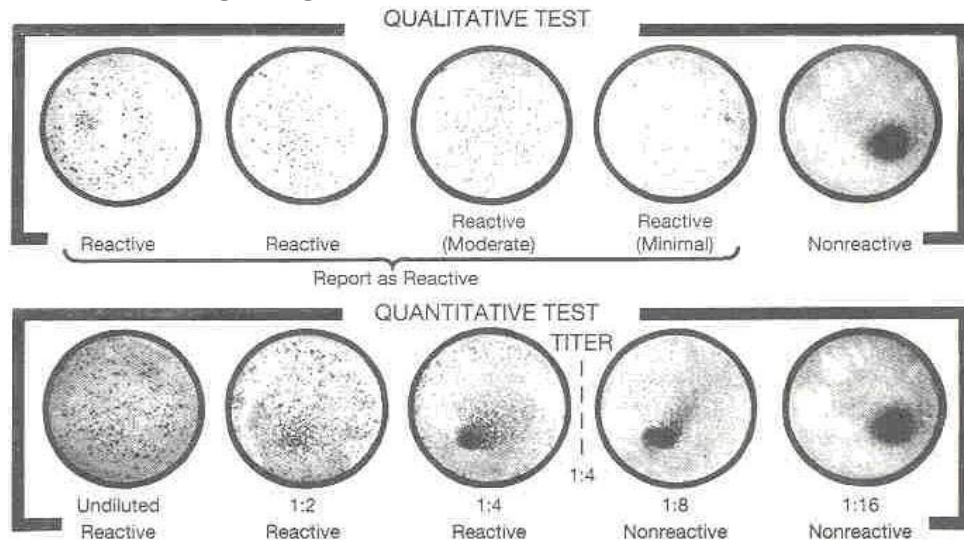 QUALITATIVE TEST
Reactive
Reactive
Reactive
(Moderate)
Reactive
(Minimal)
Nonreactive
Report as Reactive
QUANTITATIVE TEST
TITER
1:4
Undiluted
Reactive
1:2
Reactive
1:4
Reactive
1:8
Nonreactive
1:16
Nonreactive